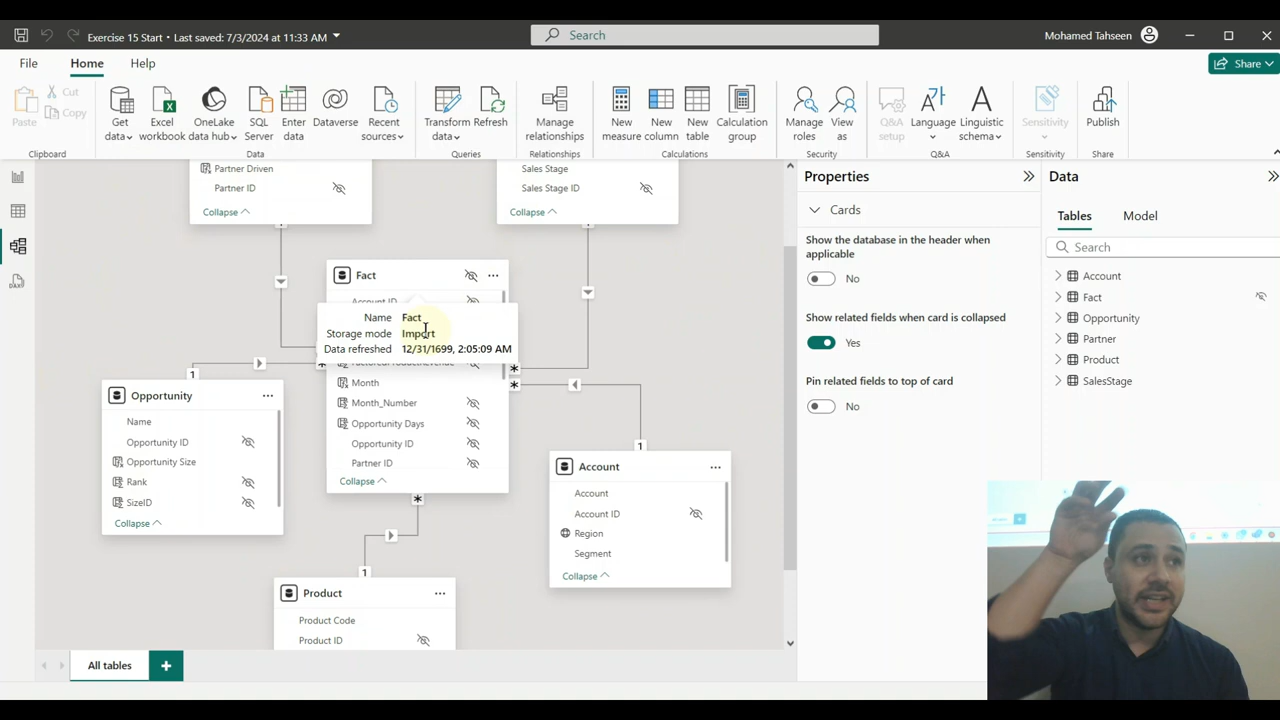 Exercise 15 Start • Last saved: 7/3/2024 at 11:33 AM
Search
Mohamed Tahseen
File
Home
Help
Share
Paste
Cut
Copy
Clipboard
Get data
Excel workbook
OneLake data hub
SQL Server
Enter data
Dataverse
Recent sources
Data
Transform data
Refresh
Queries
Manage relationships
Relationships
New measure
New column
New table
Calculation group
Calculations
Manage roles
View as
Security
Q&A setup
Language
Linguistic schema
Q&A
Sensitivity
Sensitivity
Publish
Share
Partner Driven
Partner ID
Collapse
Sales Stage
Sales Stage ID
Collapse
Fact
Account ID
Name Fact
Storage mode Import
Data refreshed 12/31/1699, 2:05:09 AM
FactoredProductRevenue
Month
Month_Number
Opportunity Days
Opportunity ID
Partner ID
Collapse
1
*
*
*
1
Opportunity
Name
Opportunity ID
Opportunity Size
Rank
SizeID
Collapse
Account
Account
Account ID
Region
Segment
Collapse
*
1
Product
Product Code
Product ID
All tables
Properties
Cards
Show the database in the header when
applicable
No
Show related fields when card is collapsed
Yes
Pin related fields to top of card
No
Data
Tables
Model
Search
Account
Fact
Opportunity
Partner
Product
SalesStage